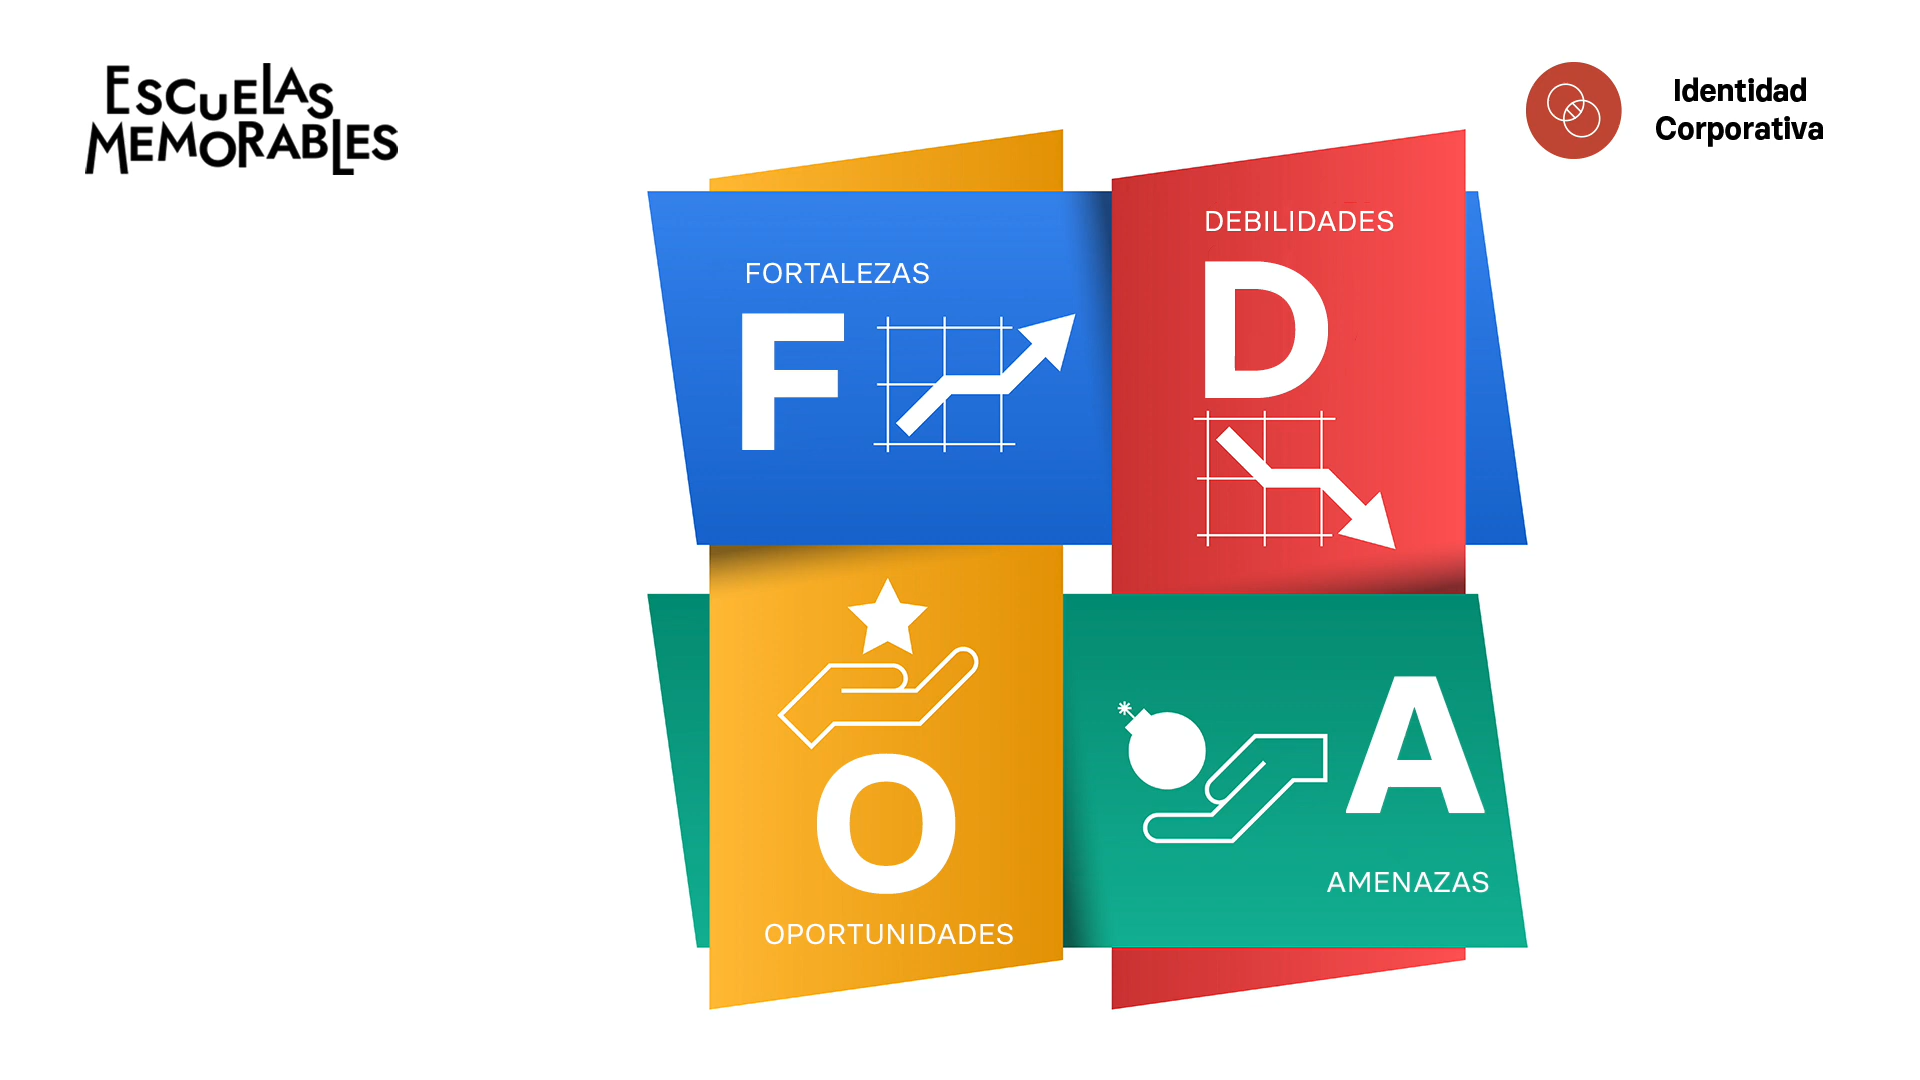 ESCUELAS
MEMORABLES
Identidad
Corporativa
FORTALEZAS
F
DEBILIDADES
D
O
OPORTUNIDADES
A
AMENAZAS